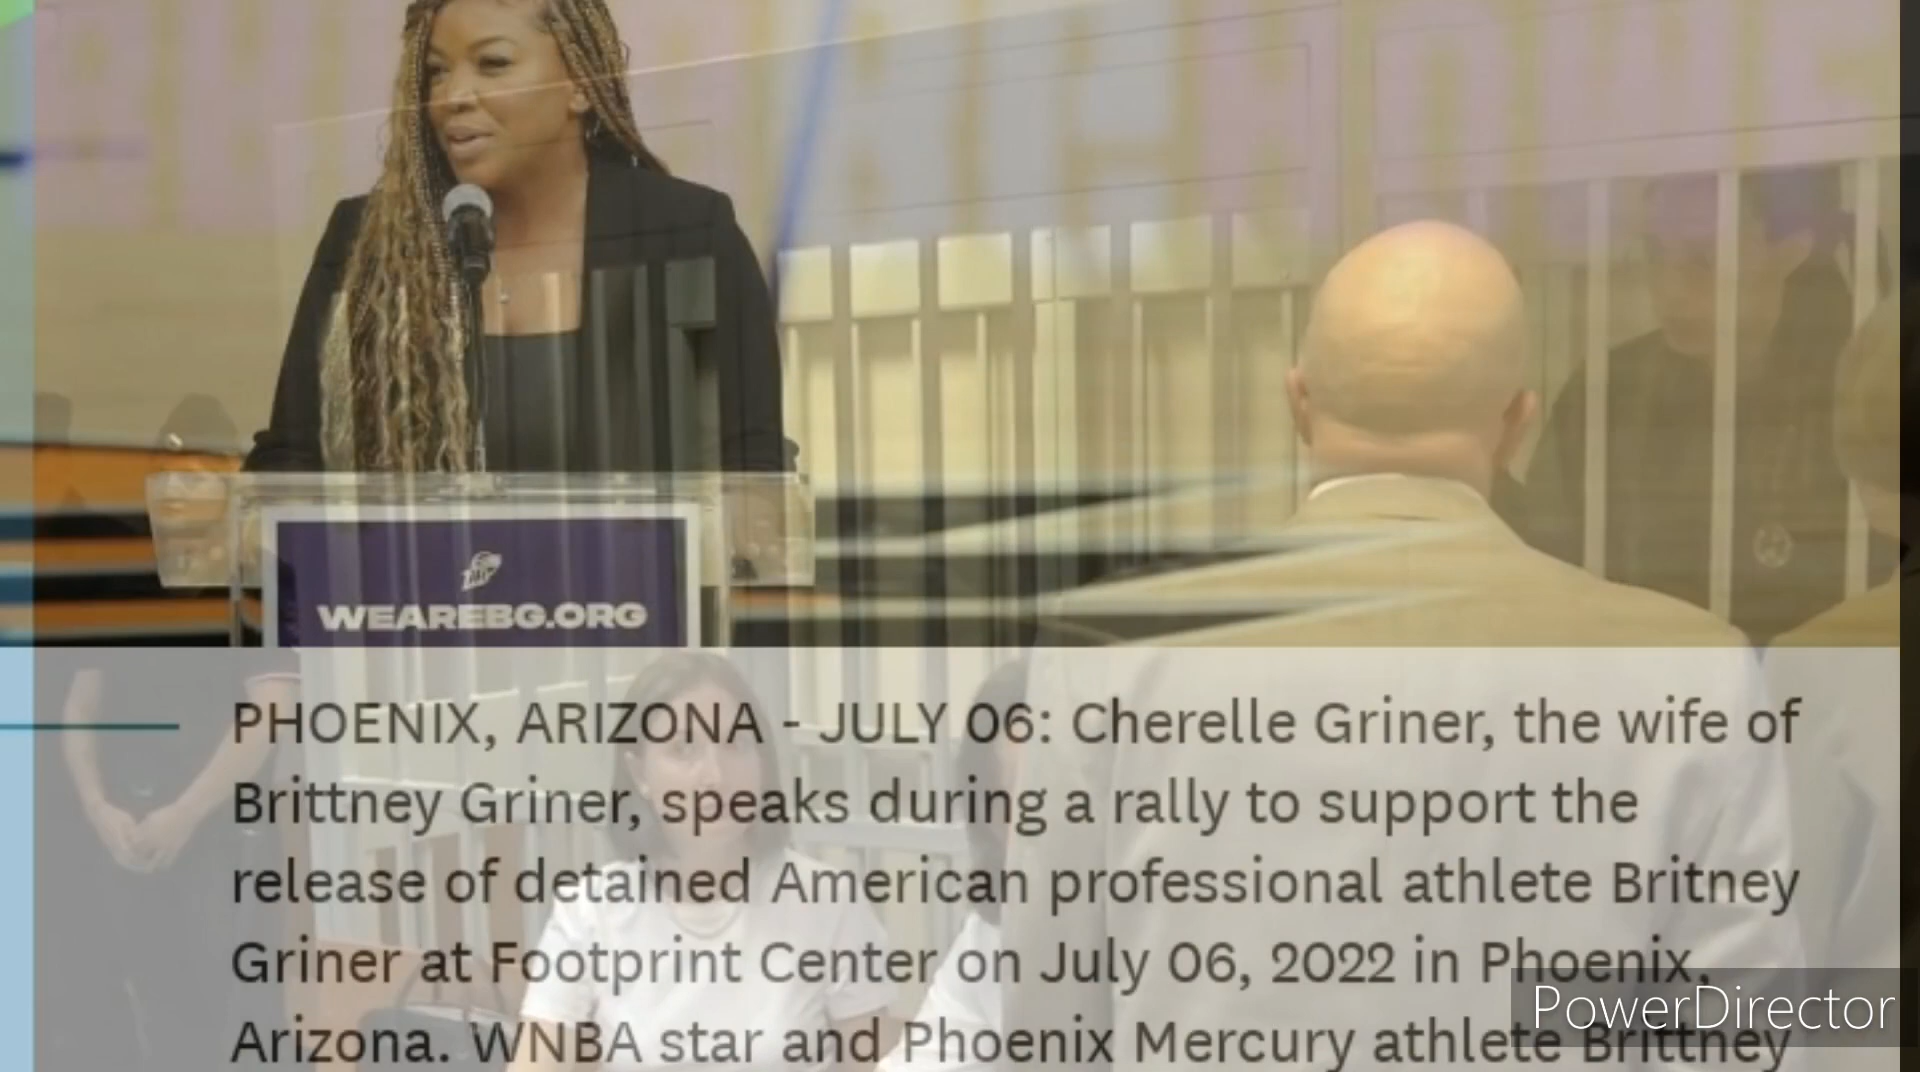 WEAREBG.ORG
PHOENIX, ARIZONA - JULY 06: Cherelle Griner, the wife of
Brittney Griner, speaks during a rally to support the
release of detained American professional athlete Britney
Griner at Footprint Center on July 06, 2022 in Phoenix,
Arizona. WNBA star and Phoenix Mercury athlete Brittney
PowerDirector